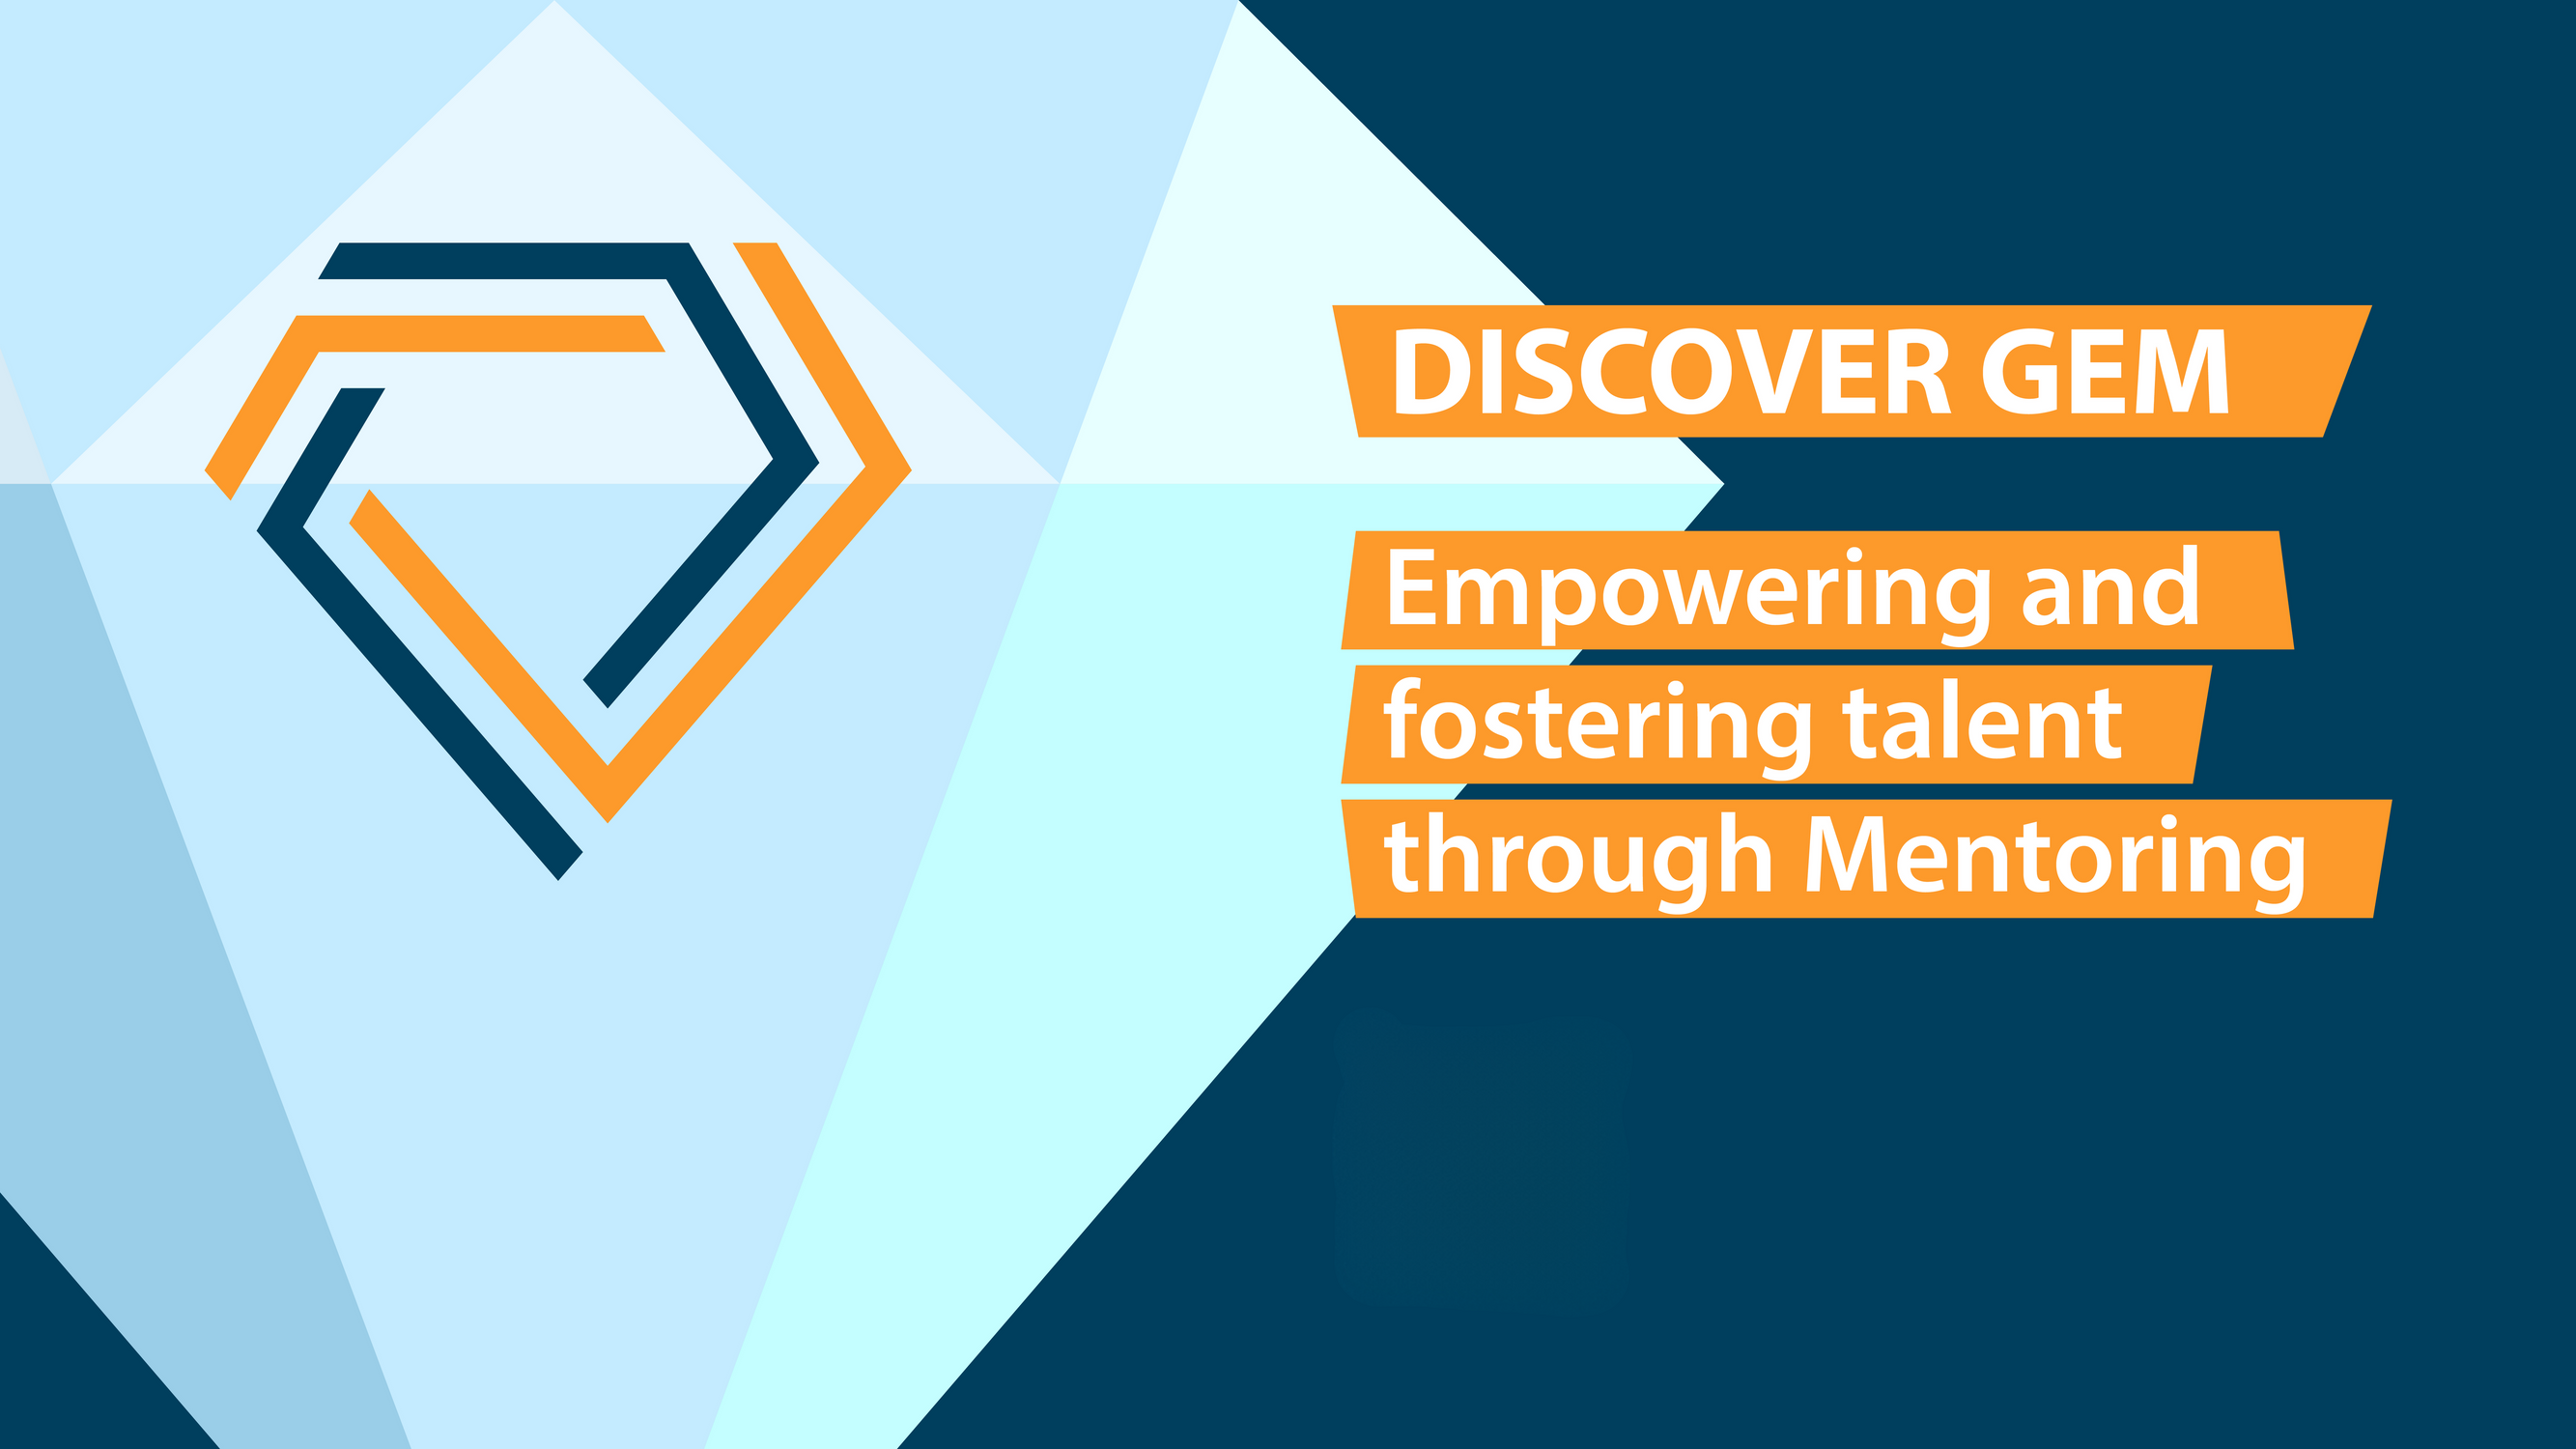 DISCOVER GEM
Empowering and
fostering talent
through Mentoring